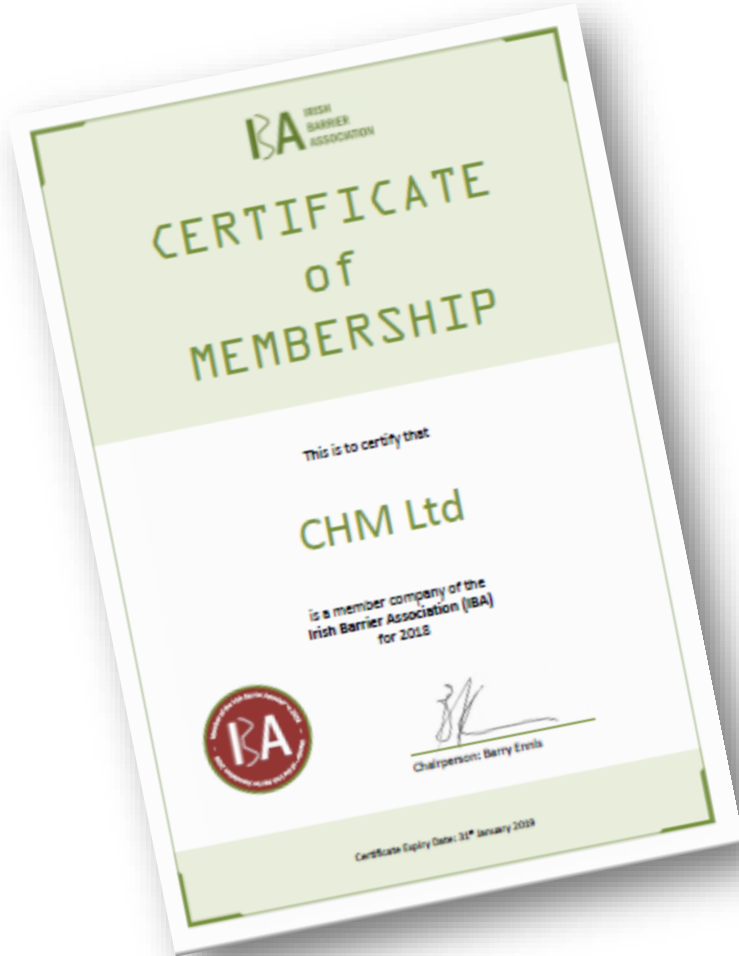 IBA
IRISH
BARRIER
ASSOCIATION
CERTIFICATE
of
MEMBERSHIP
This is to certify that
CHM Ltd
is a member company of the
Irish Barrier Association (IBA)
for 2018
IBA
Chairperson: Barry Ennis
Certificate Expiry Date: 31st January 2019